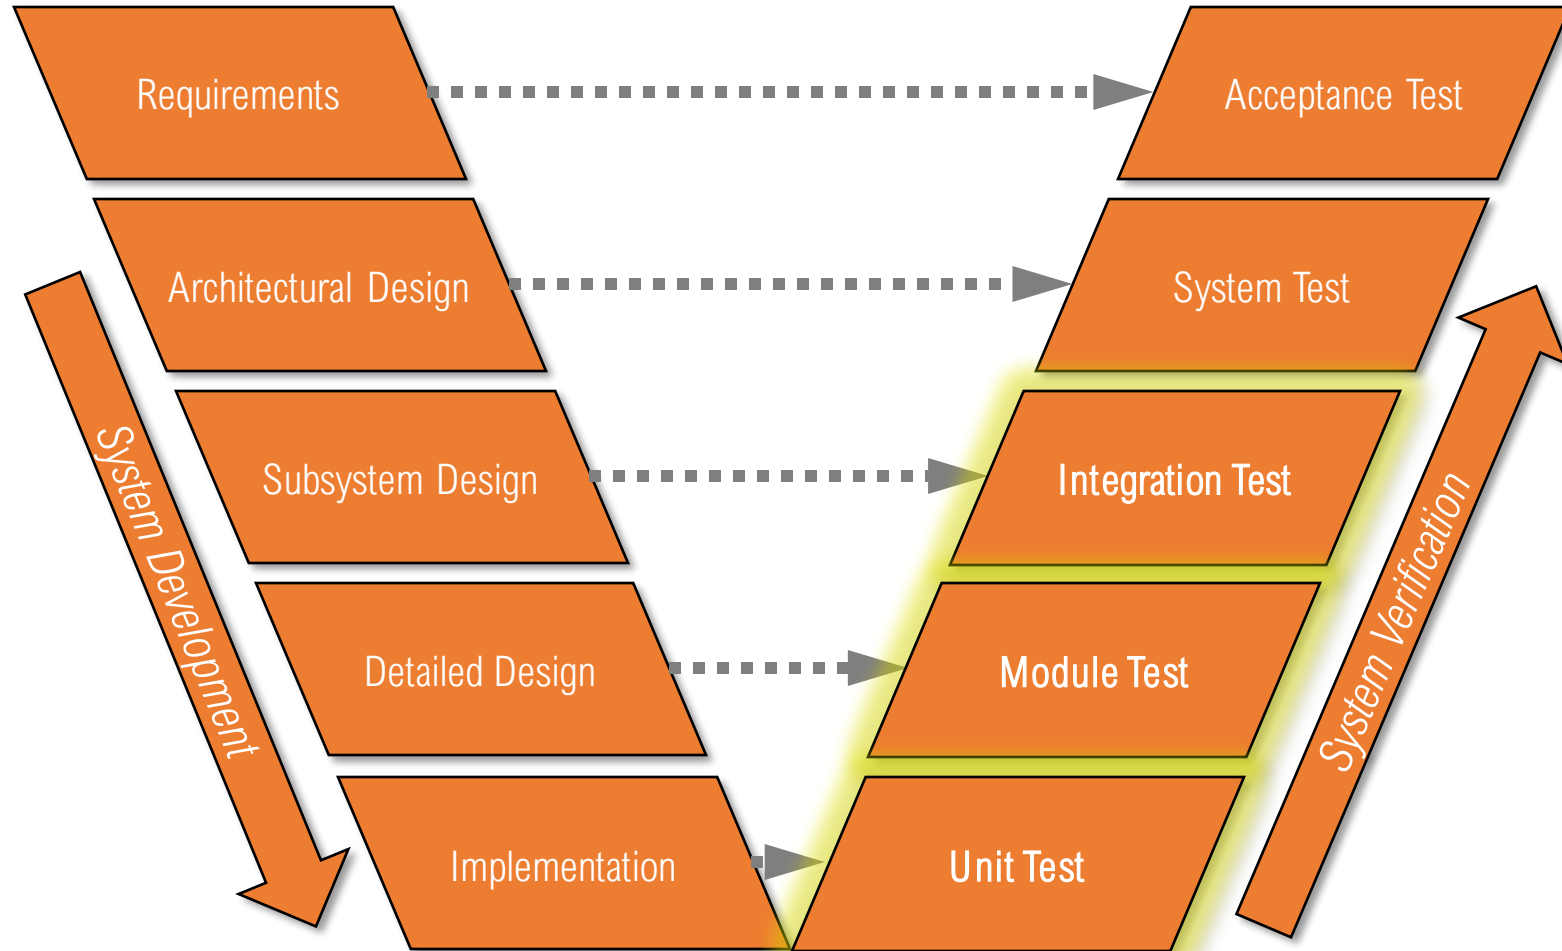 Requirements
Acceptance Test
Architectural Design
System Test
Subsystem Design
Integration Test
Detailed Design
Module Test
Implementation
Unit Test
System Development
System Verification